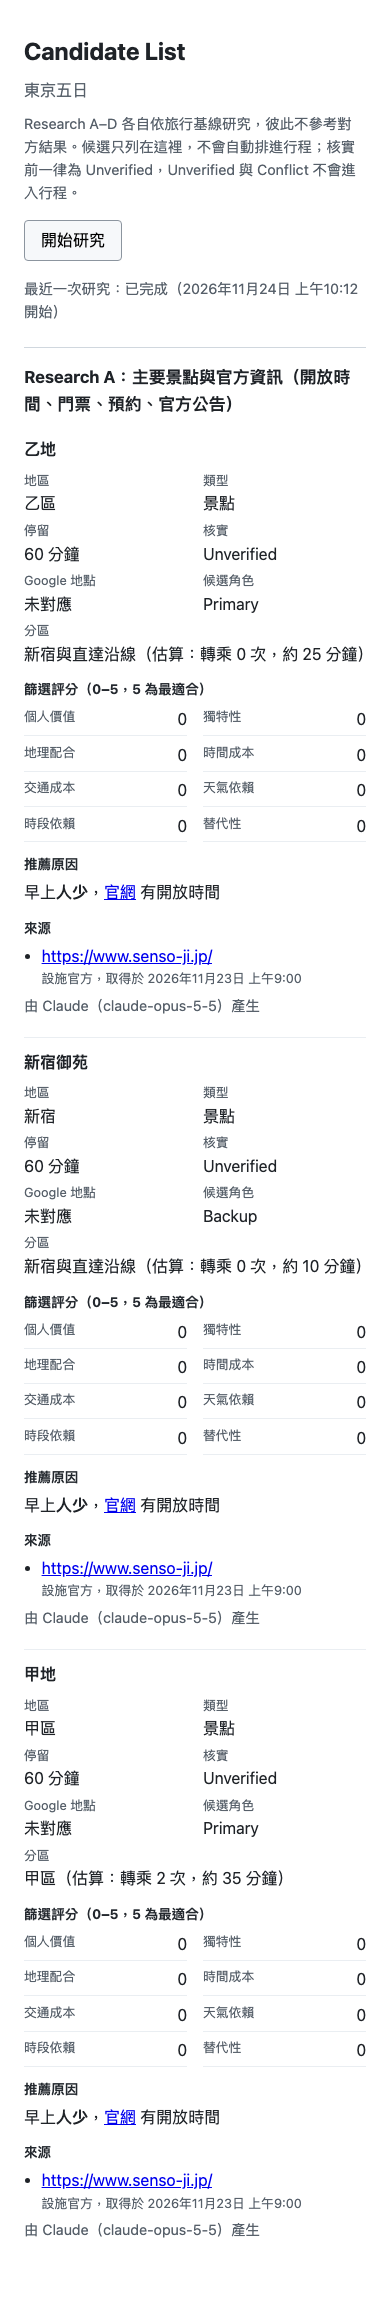 Candidate List
東京五日
Research A–D 各自依旅行基線研究，彼此不參考對
方結果。候選只列在這裡，不會自動排進行程；核實
前一律為 Unverified，Unverified 與 Conflict 不會進
入行程。
開始研究
最近一次研究：已完成（2026年11月24日 上午10:12
開始）
Research A：主要景點與官方資訊（開放時
間、門票、預約、官方公告）
乙地
地區 類型
乙區 景點
停留 核實
60 分鐘 Unverified
Google 地點 候選角色
未對應 Primary
分區
新宿與直達沿線（估算：轉乘 0 次，約 25 分鐘）
篩選評分（0–5，5 為最適合）
個人價值 0 獨特性 0
地理配合 0 時間成本 0
交通成本 0 天氣依賴 0
時段依賴 0 替代性 0
推薦原因
早上人少，官網 有開放時間
來源
• https://www.senso-ji.jp/
設施官方，取得於 2026年11月23日 上午9:00
由 Claude（claude-opus-5-5）產生
新宿御苑
地區 類型
新宿 景點
停留 核實
60 分鐘 Unverified
Google 地點 候選角色
未對應 Backup
分區
新宿與直達沿線（估算：轉乘 0 次，約 10 分鐘）
篩選評分（0–5，5 為最適合）
個人價值 0 獨特性 0
地理配合 0 時間成本 0
交通成本 0 天氣依賴 0
時段依賴 0 替代性 0
推薦原因
早上人少，官網 有開放時間
來源
• https://www.senso-ji.jp/
設施官方，取得於 2026年11月23日 上午9:00
由 Claude（claude-opus-5-5）產生
甲地
地區 類型
甲區 景點
停留 核實
60 分鐘 Unverified
Google 地點 候選角色
未對應 Primary
分區
甲區（估算：轉乘 2 次，約 35 分鐘）
篩選評分（0–5，5 為最適合）
個人價值 0 獨特性 0
地理配合 0 時間成本 0
交通成本 0 天氣依賴 0
時段依賴 0 替代性 0
推薦原因
早上人少，官網 有開放時間
來源
• https://www.senso-ji.jp/
設施官方，取得於 2026年11月23日 上午9:00
由 Claude（claude-opus-5-5）產生